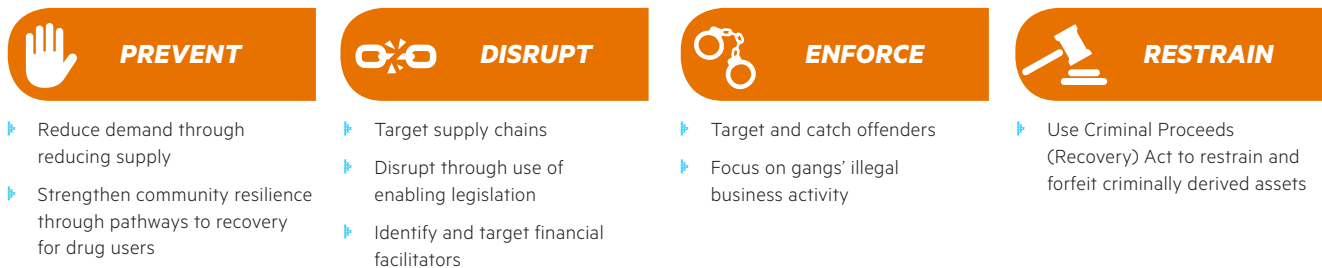 PREVENT
Reduce demand through
reducing supply
Strengthen community resilience
through pathways to recovery
for drug users
DISRUPT
Target supply chains
Disrupt through use of
enabling legislation
Identify and target financial
facilitators
ENFORCE
Target and catch offenders
Focus on gangs’ illegal
business activity
RESTRAIN
Use Criminal Proceeds
(Recovery) Act to restrain and
forfeit criminally derived assets